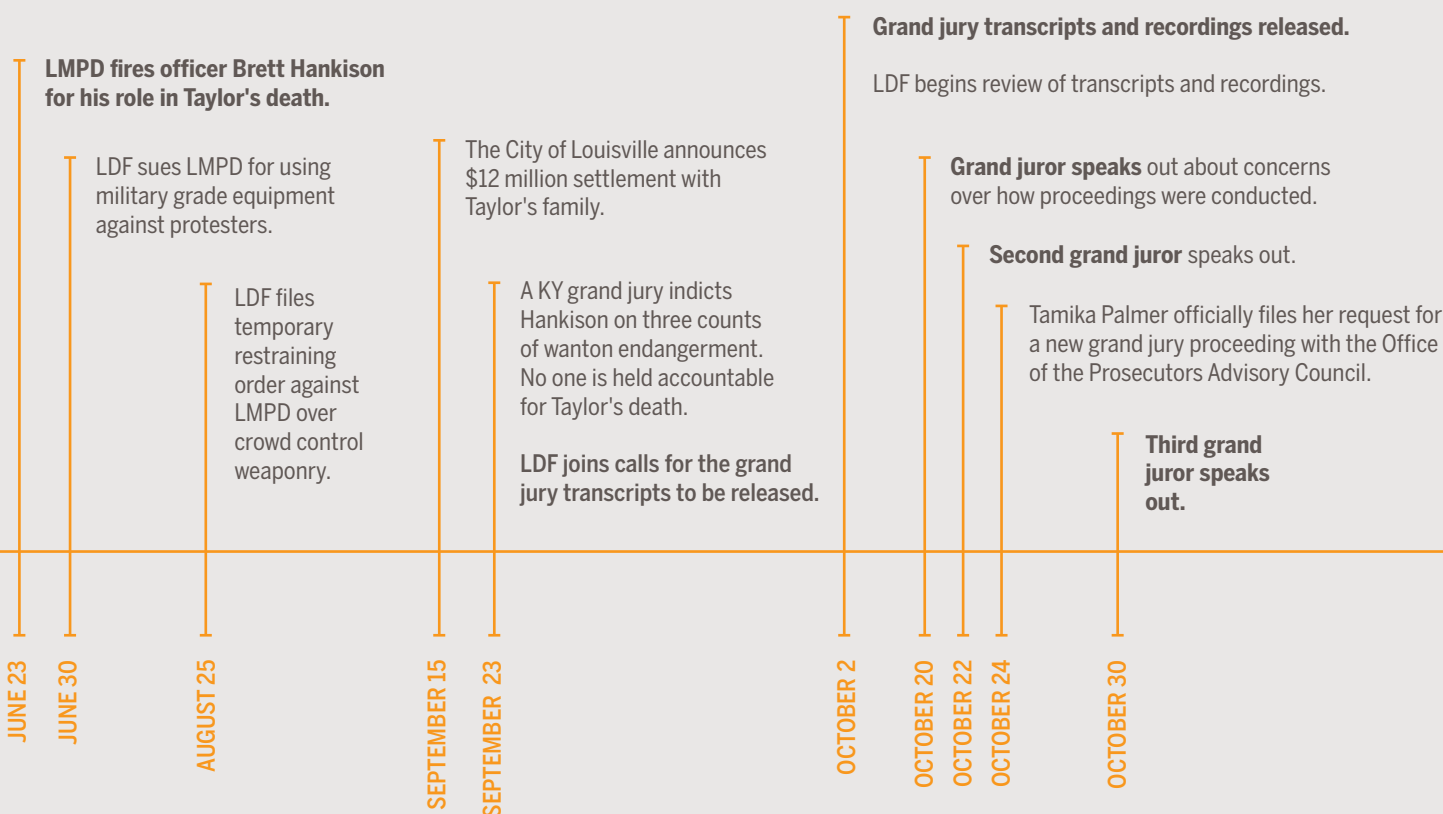 LMPD fires officer Brett Hankison
for his role in Taylor's death.
LDF sues LMPD for using
military grade equipment
against protesters.
LDF files
temporary
restraining
order against
LMPD over
crowd control
weaponry.
The City of Louisville announces
$12 million settlement with
Taylor's family.
A KY grand jury indicts
Hankison on three counts
of wanton endangerment.
No one is held accountable
for Taylor's death.
LDF joins calls for the grand
jury transcripts to be released.
Grand jury transcripts and recordings released.
LDF begins review of transcripts and recordings.
Grand juror speaks out about concerns
over how proceedings were conducted.
Second grand juror speaks out.
Tamika Palmer officially files her request for
a new grand jury proceeding with the Office
of the Prosecutors Advisory Council.
Third grand
juror speaks
out.
JUNE 23
JUNE 30
AUGUST 25
SEPTEMBER 15
SEPTEMBER 23
OCTOBER 2
OCTOBER 20
OCTOBER 22
OCTOBER 24
OCTOBER 30